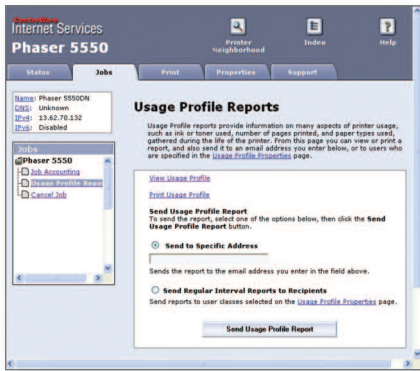 CentreWare
Internet Services
Phaser 5550
Printer
Neighborhood
Index
Help
Status
Jobs
Print
Properties
Support
Name: Phaser 5550DN
DNS: Unknown
IPv4: 13.62.70.132
IPv6: Disabled
Jobs
Phaser 5550
Job Accounting
Usage Profile Repor
Cancel Job
Usage Profile Reports
Usage Profile reports provide information on many aspects of printer usage,
such as ink or toner used, number of pages printed, and paper types used,
gathered during the life of the printer. From this page you can view or print a
report, and also send it to an email address you enter below, or to users who
are specified in the Usage Profile Properties page.
View Usage Profile
Print Usage Profile
Send Usage Profile Report
To send the report, select one of the options below, then click the Send
Usage Profile Report button.
Send to Specific Address
Sends the report to the email address you enter in the field above.
Send Regular Interval Reports to Recipients
Send reports to user classes selected on the Usage Profile Properties page.
Send Usage Profile Report